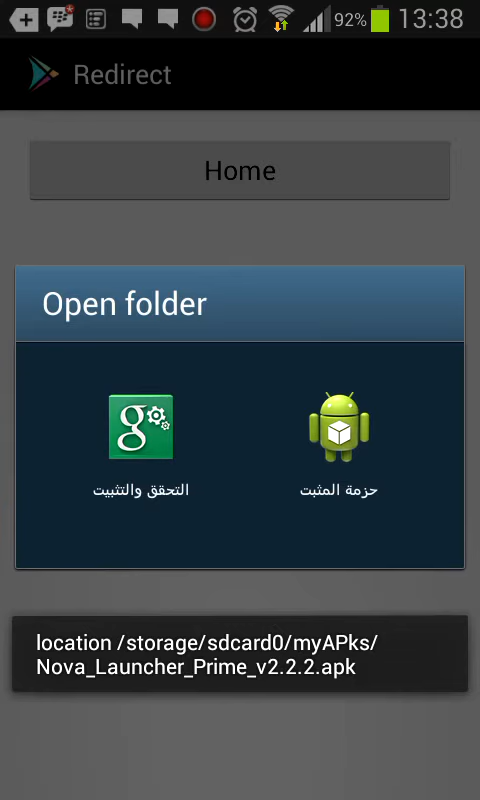 92% 13:38
Redirect
Home
Open folder
التحقق والتثبيت
حزمة المثبت
location /storage/sdcard0/myAPks/
Nova_Launcher_Prime_v2.2.2.apk